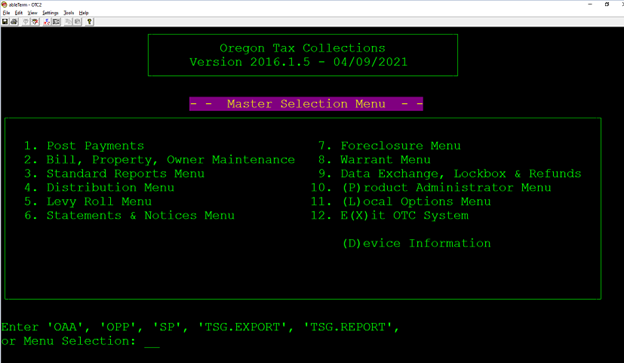 ableTerm - OTC2
File Edit View Settings Tools Help
Oregon Tax Collections
Version 2016.1.5 - 04/09/2021
- - Master Selection Menu - -
1. Post Payments
2. Bill, Property, Owner Maintenance
3. Standard Reports Menu
4. Distribution Menu
5. Levy Roll Menu
6. Statements & Notices Menu
7. Foreclosure Menu
8. Warrant Menu
9. Data Exchange, Lockbox & Refunds
10. (P)roduct Administrator Menu
11. (L)ocal Options Menu
12. E(X)it OTC System
(D)evice Information
Enter 'OAA', 'OPP', 'SP', 'TSG.EXPORT', 'TSG.REPORT',
or Menu Selection: __